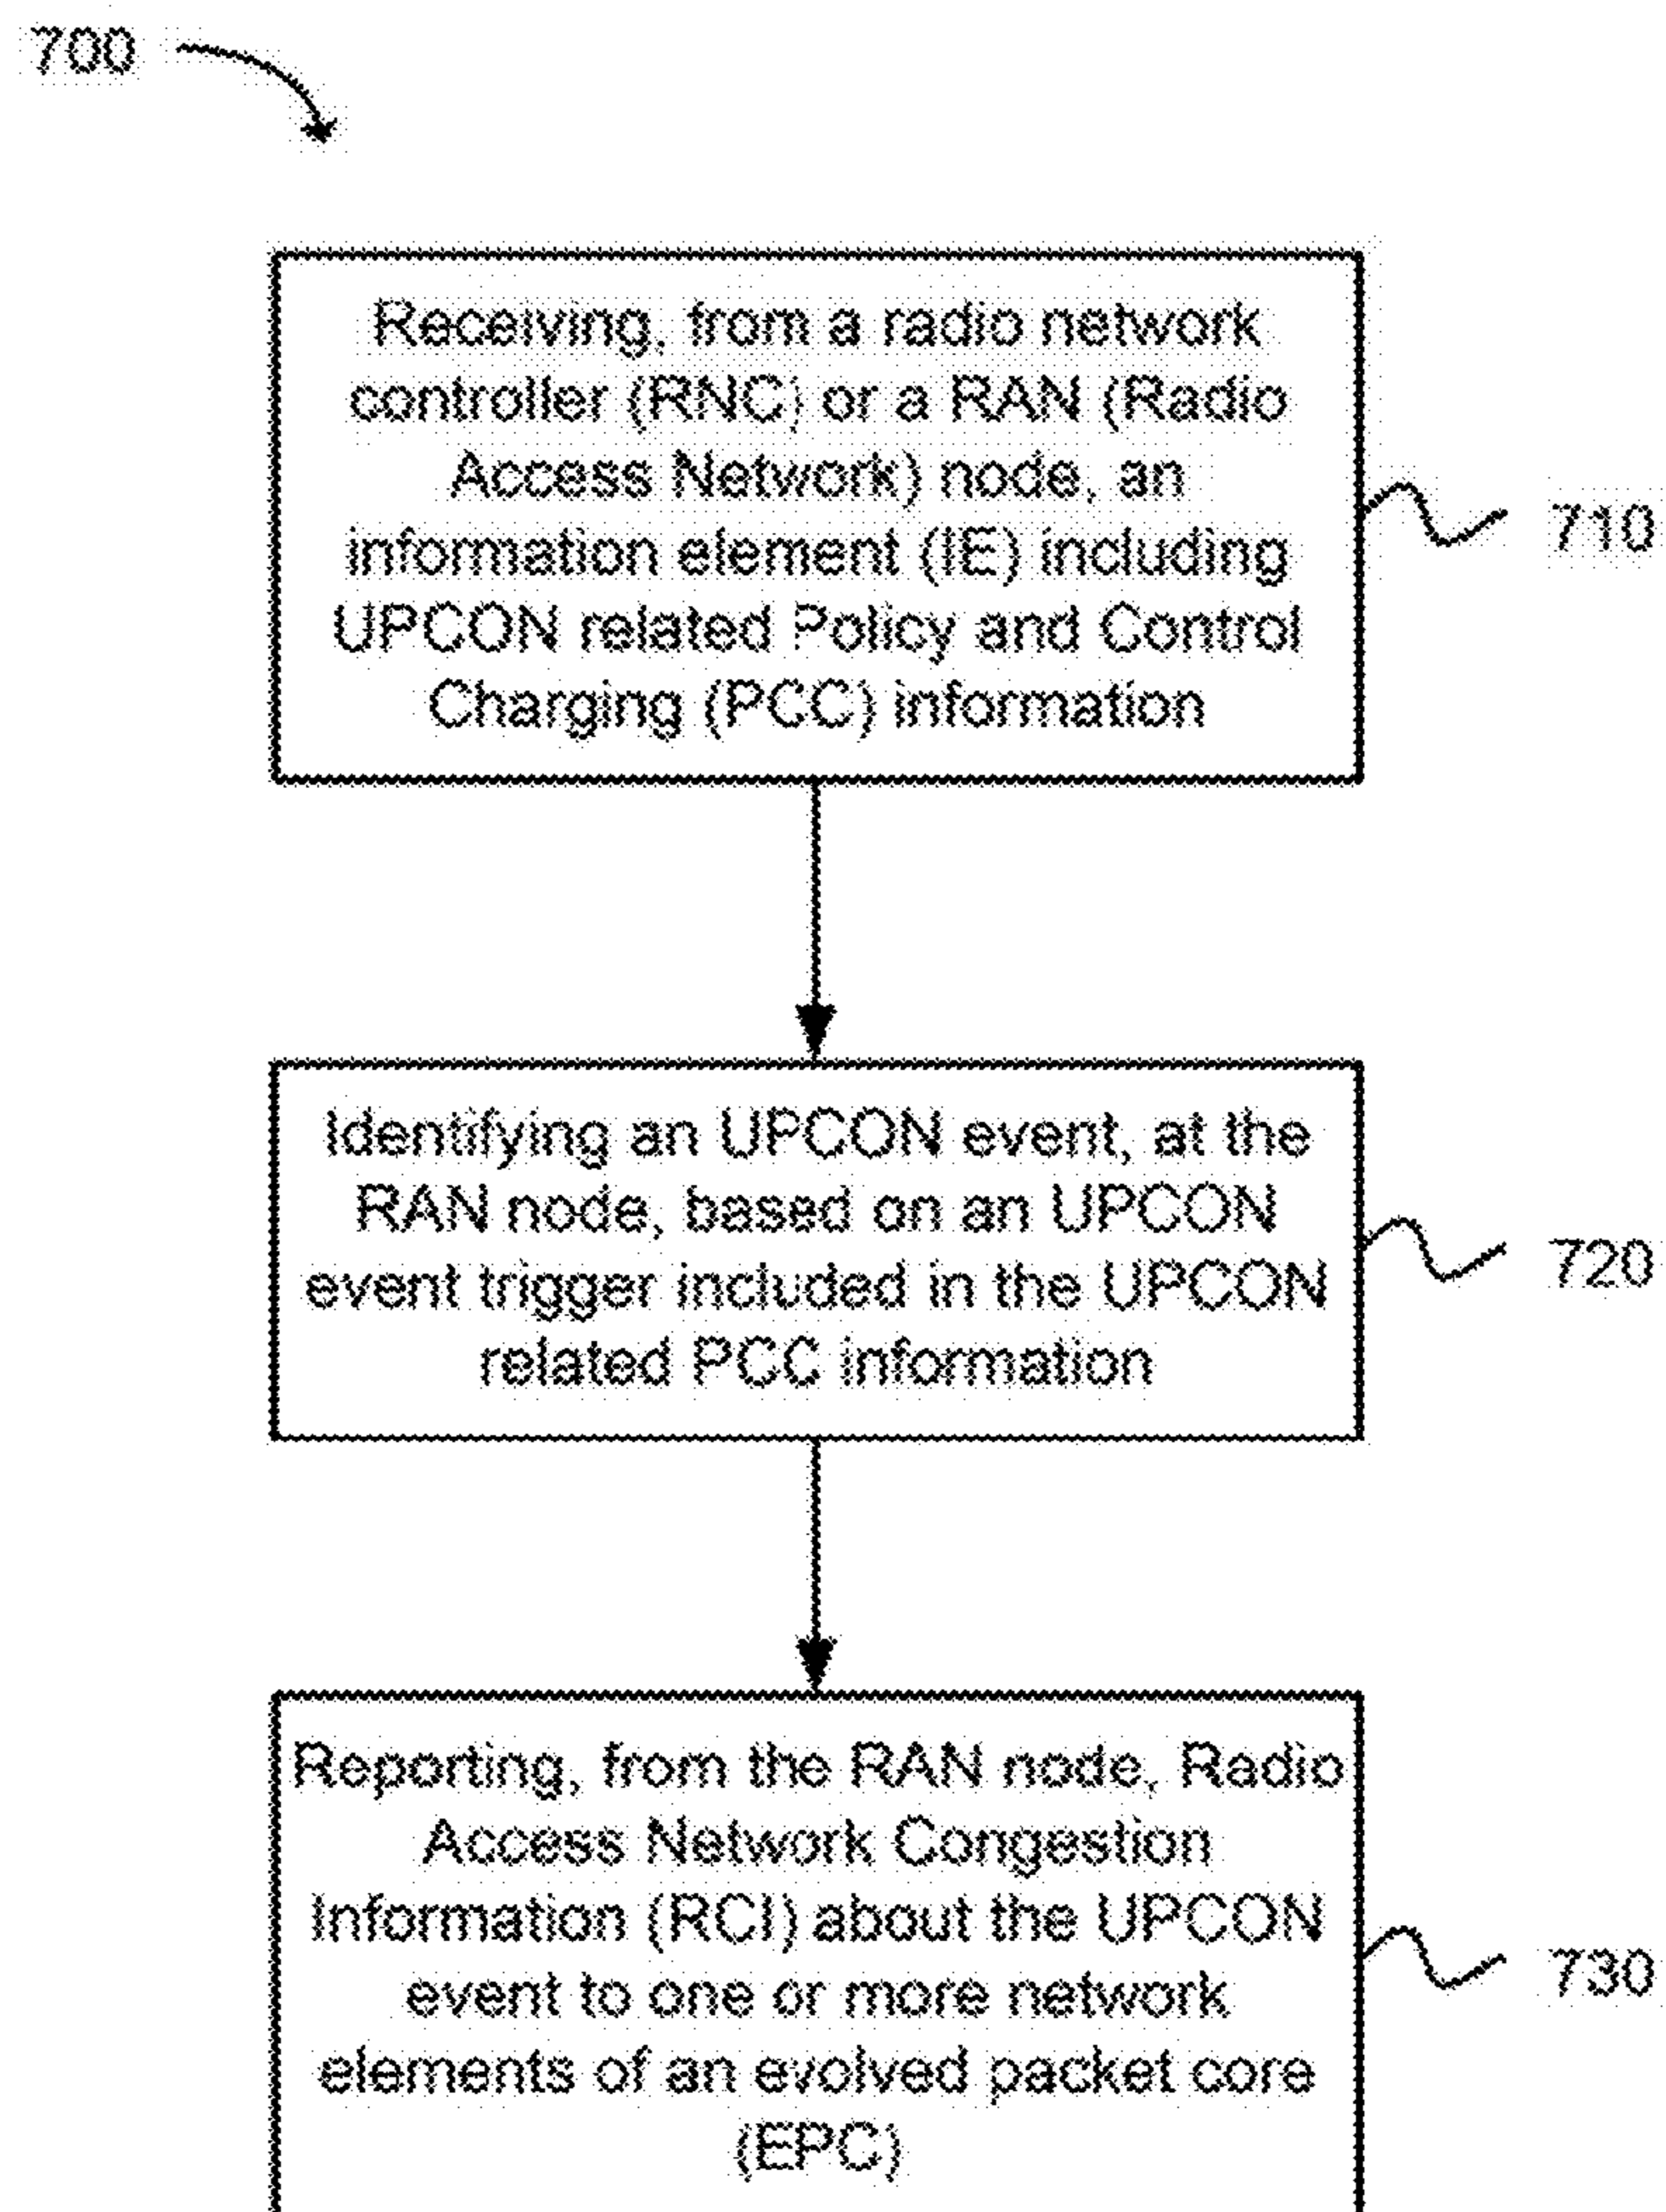 700
Receiving, from a radio network
controller (RNC) or a RAN (Radio
Access Network) node, an
information element (IE) including
UPCON related Policy and Control
Charging (PCC) information
710
Identifying an UPCON event, at the
RAN node, based on an UPCON
event trigger included in the UPCON
related PCC information
720
Reporting, from the RAN node, Radio
Access Network Congestion
Information (RCI) about the UPCON
event to one or more network
elements of an evolved packet core
(EPC)
730